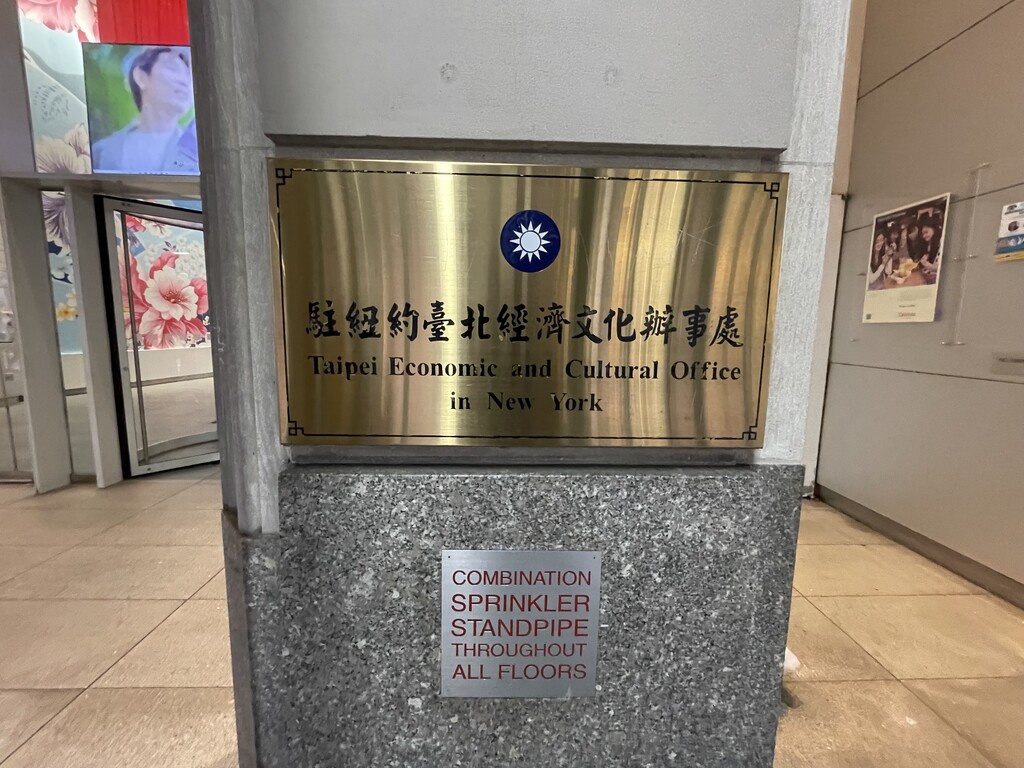 駐紐約臺北經濟文化辦事處
Taipei Economic and Cultural Office
in New York
COMBINATION
SPRINKLER
STANDPIPE
THROUGHOUT
ALL FLOORS